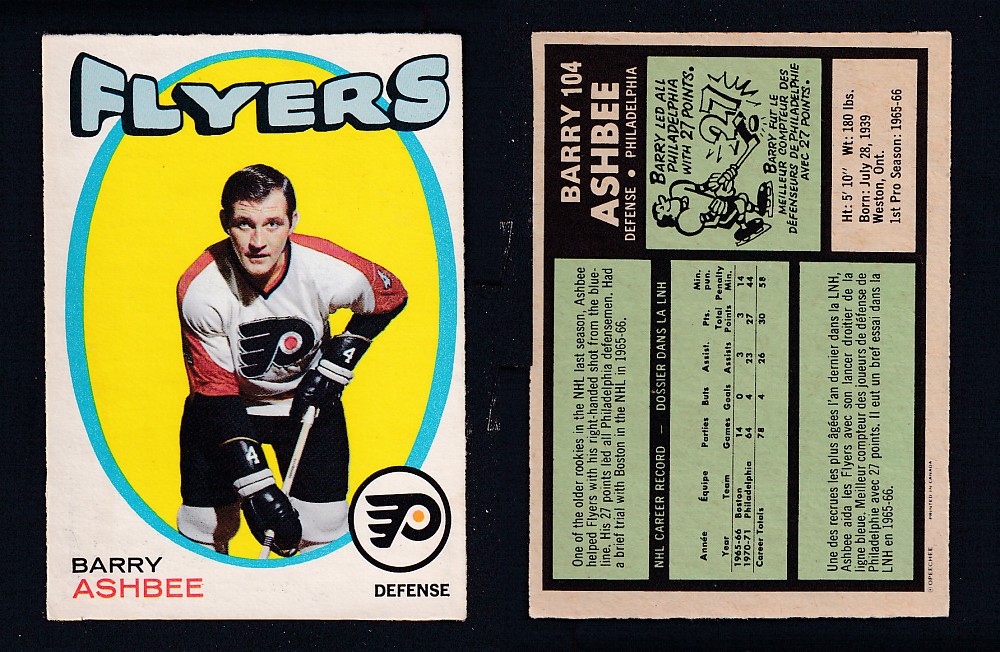 FLYERS
4
4
4
BARRY
ASHBEE
DEFENSE
BARRY 104
ASHBEE
DEFENSE • PHILADELPHIA
BARRY LED ALL
PHILADELPHIA
WITH 27 POINTS.
27
BARRY FUT LE
MEILLEUR COMPTEUR DES
DÉFENSEURS DE PHILADELPHIE
AVEC 27 POINTS.
Ht: 5' 10" Wt: 180 lbs.
Born: July 28, 1939
Weston, Ont.
1st Pro Season: 1965-66
One of the older rookies in the NHL last season, Ashbee
helped Flyers with his right-handed shot from the blue-
line. His 27 points led all Philadelphia defensemen. Had
a brief trial with Boston in the NHL in 1965-66.
NHL CAREER RECORD — DOSSIER DANS LA LNH
Année Équipe Parties Buts Assist. Pts. Min. pun.
Year Team Games Goals Assists Total Points Penalty Min.
1965-66 Boston 14 0 3 3 14
1970-71 Philadelphia 64 4 23 27 44
Career Totals 78 4 26 30 58
Une des recrues les plus âgées l'an dernier dans la LNH,
Ashbee aida les Flyers avec son lancer droitier de la
ligne bleue. Meilleur compteur des joueurs de défense de
Philadelphie avec 27 points. Il eut un bref essai dans la
LNH en 1965-66.
© OPEECHEE PRINTED IN CANADA